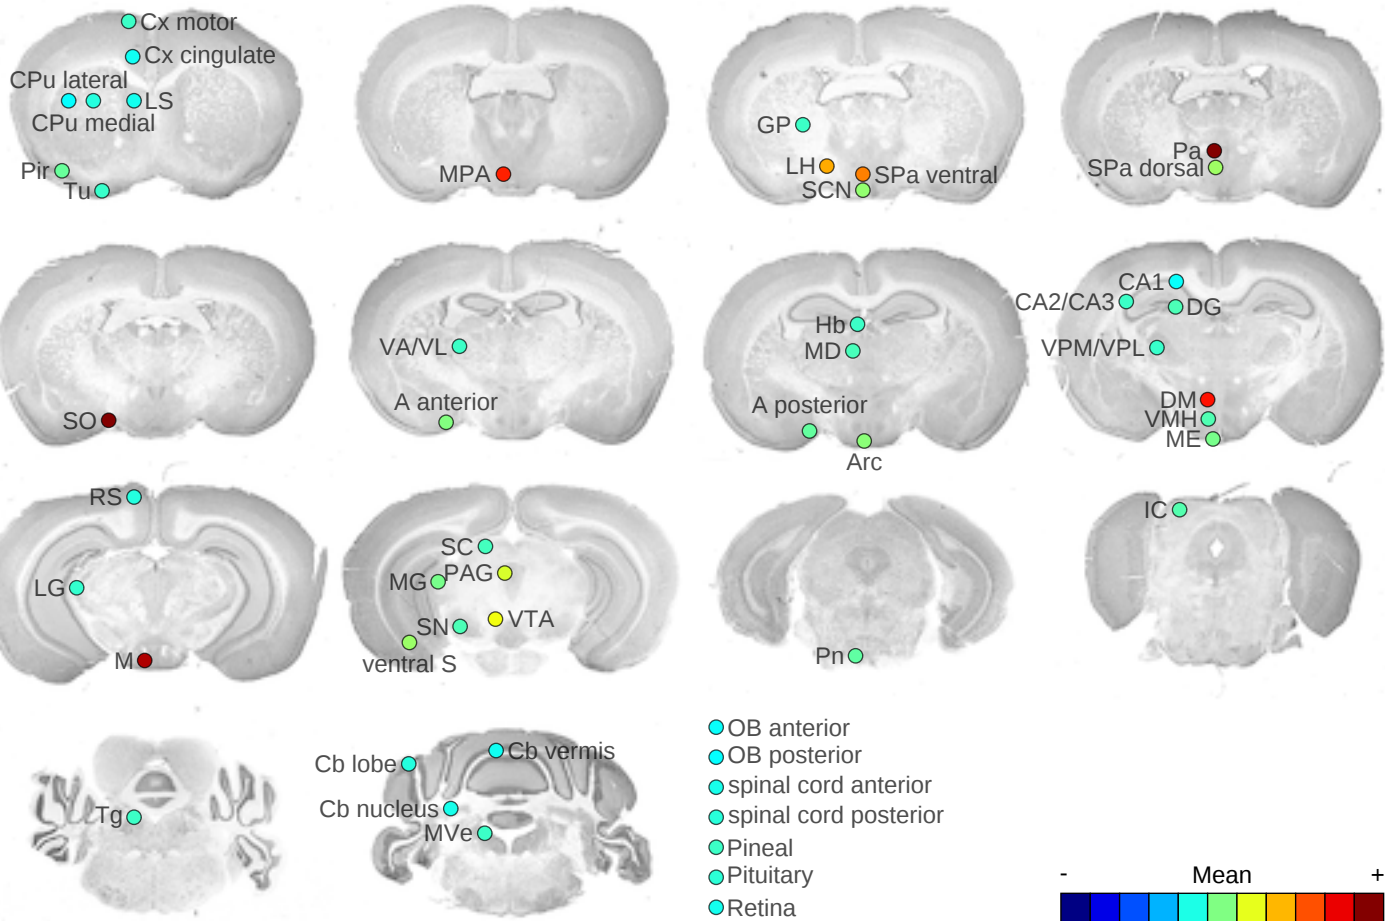 Cx motor
Cx cingulate
CPu lateral
LS
CPu medial
Pir
Tu
MPA
GP
LH
SPa ventral
SCN
Pa
SPa dorsal
SO
VA/VL
A anterior
Hb
MD
A posterior
Arc
CA1
CA2/CA3
DG
VPM/VPL
DM
VMH
ME
RS
LG
M
SC
MG
PAG
SN
VTA
ventral S
Pn
IC
Tg
Cb lobe
Cb vermis
Cb nucleus
MVe
OB anterior
OB posterior
spinal cord anterior
spinal cord posterior
Pineal
Pituitary
Retina
- Mean +